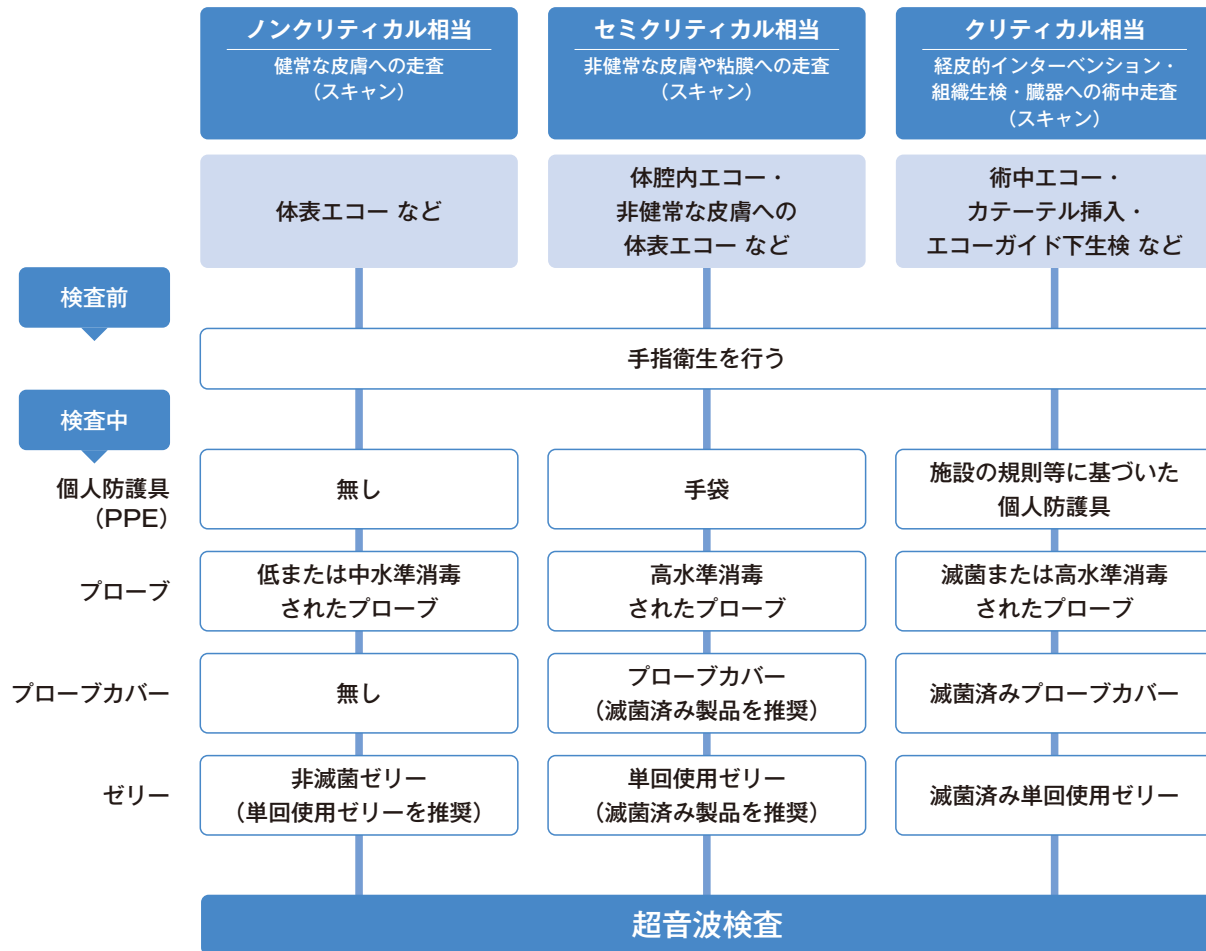 ノンクリティカル相当
健常な皮膚への走査
（スキャン）
セミクリティカル相当
非健常な皮膚や粘膜への走査
（スキャン）
クリティカル相当
経皮的インターベンション・
組織生検・臓器への術中走査
（スキャン）
体表エコー など
体腔内エコー・
非健常な皮膚への
体表エコー など
術中エコー・
カテーテル挿入・
エコーガイド下生検 など
検査前
手指衛生を行う
検査中
個人防護具
（PPE）
無し
手袋
施設の規則等に基づいた
個人防護具
プローブ
低または中水準消毒
されたプローブ
高水準消毒
されたプローブ
滅菌または高水準消毒
されたプローブ
プローブカバー
無し
プローブカバー
（滅菌済み製品を推奨）
滅菌済みプローブカバー
ゼリー
非滅菌ゼリー
（単回使用ゼリーを推奨）
単回使用ゼリー
（滅菌済み製品を推奨）
滅菌済み単回使用ゼリー
超音波検査